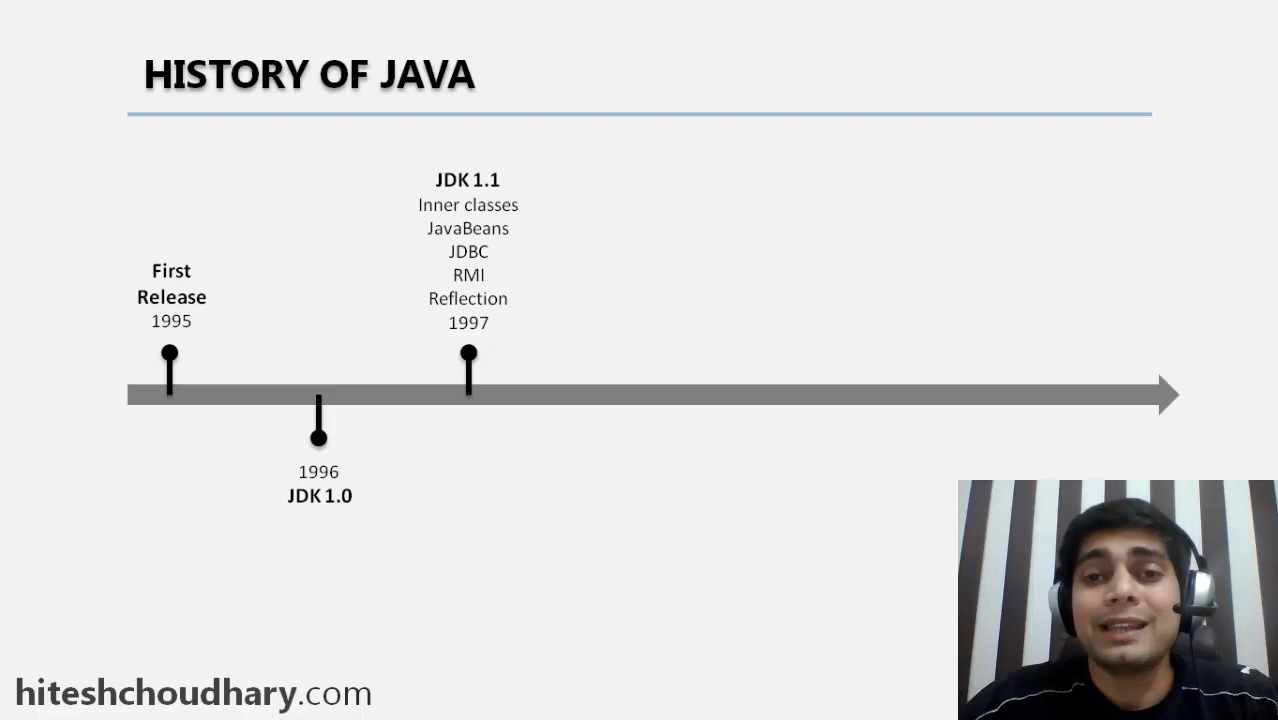 HISTORY OF JAVA
First
Release
1995
1996
JDK 1.0
JDK 1.1
Inner classes
JavaBeans
JDBC
RMI
Reflection
1997
hiteshchoudhary.com